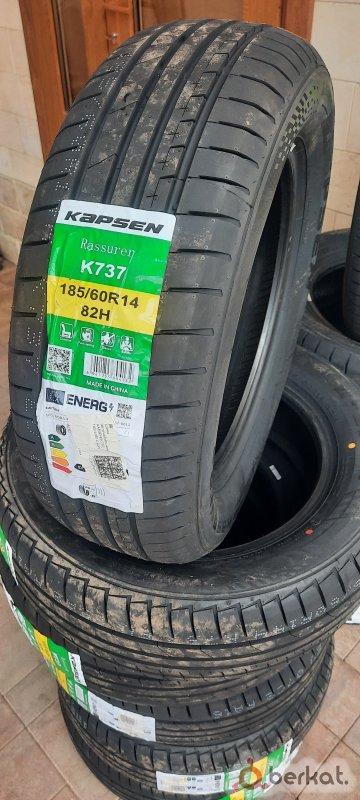 KAPSEN
Rassurer
K737
185/60R14
82H
MADE IN CHINA
ENERG
berkat.